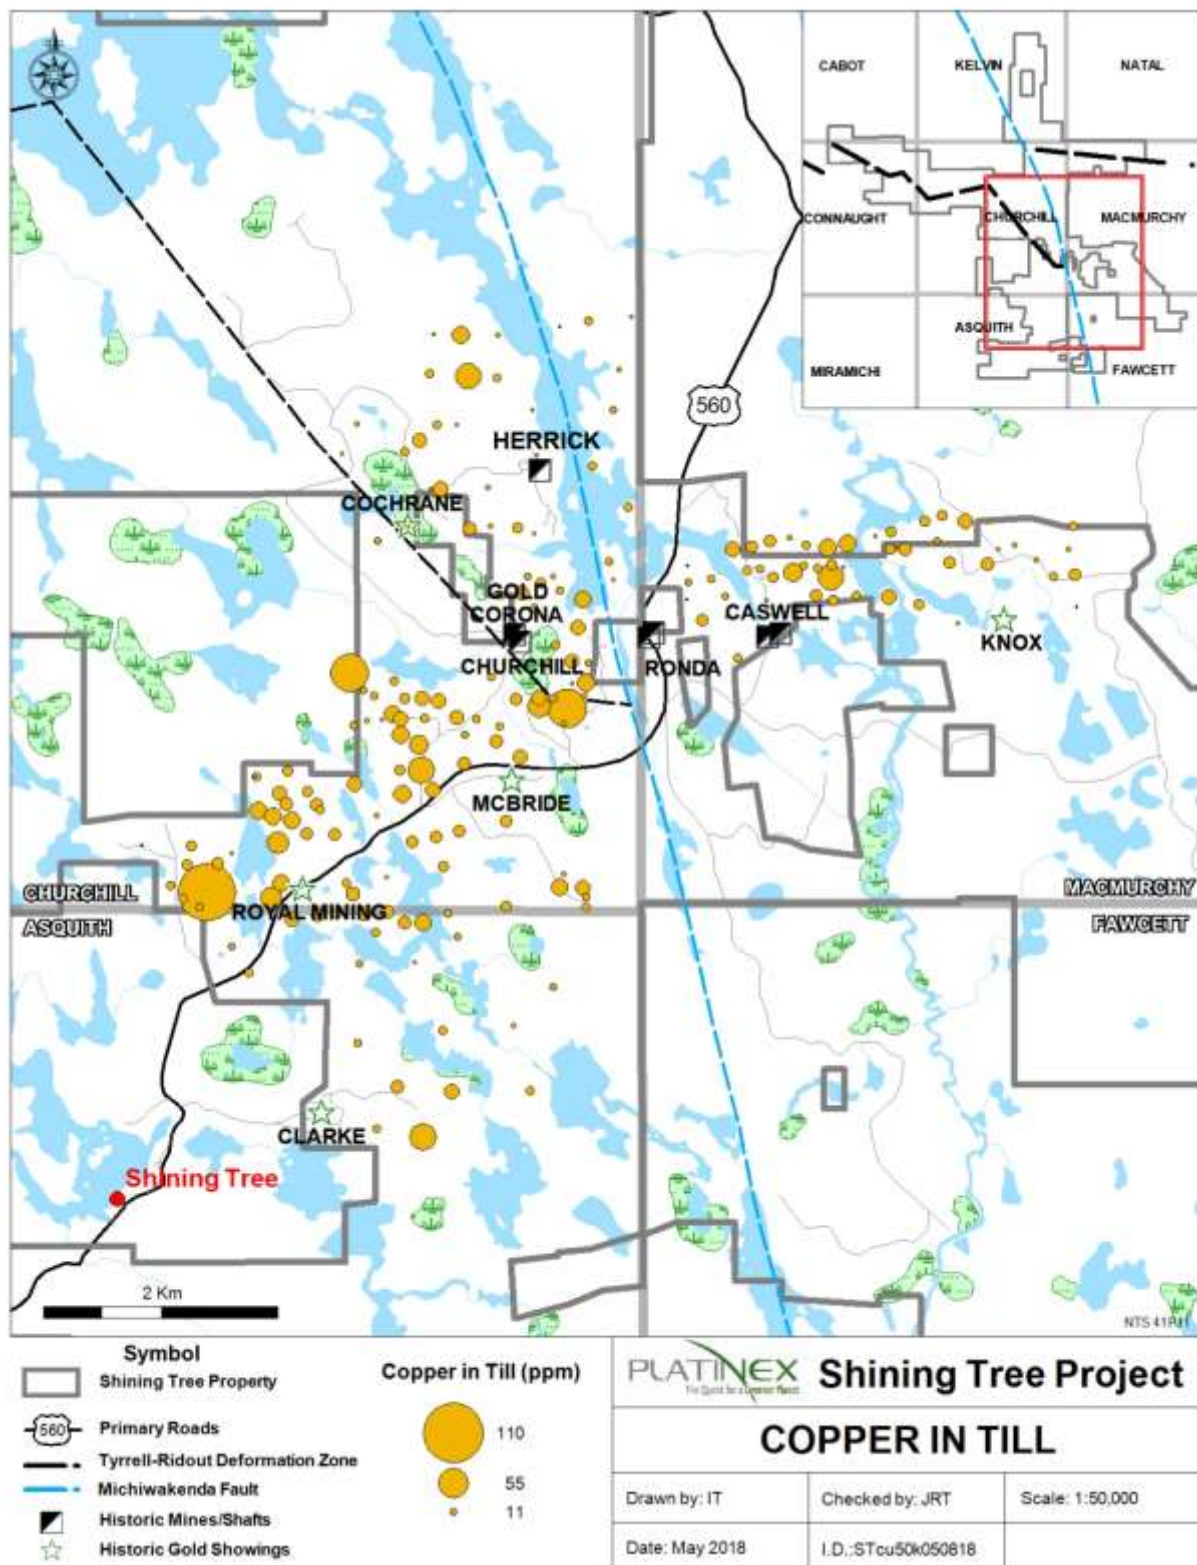 CABOT
KELVIN
NATAL
CONNAUGHT
CHURCHILL
MACMURCHY
ASQUITH
MIRAMICHI
FAWCETT
560
HERRICK
COCHRANE
GOLD
CORONA
CASWELL
KNOX
CHURCHILL
RONDA
MCBRIDE
CHURCHILL
MACMURCHY
ROYAL MINING
ASQUITH
FAWCETT
CLARKE
Shining Tree
2 Km
Symbol
Shining Tree Property
560
Primary Roads
Tyrrell-Ridout Deformation Zone
Michiwakenda Fault
Historic Mines/Shafts
Historic Gold Showings
Copper in Till (ppm)
110
55
11
PLATINEX
Shining Tree Project
COPPER IN TILL
Drawn by: IT
Checked by: JRT
Scale: 1:50,000
Date: May 2018
I.D.:STcu50k050818